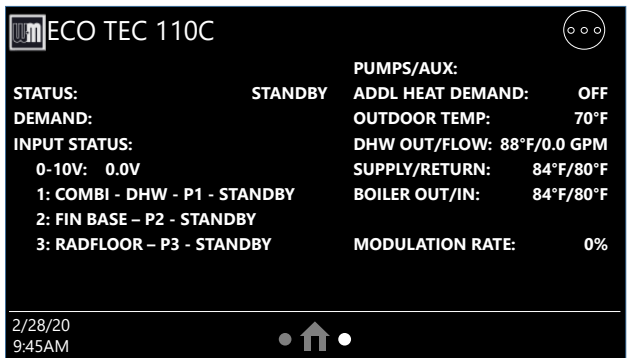 wm ECO TEC 110C
PUMPS/AUX:
STATUS: STANDBY ADDL HEAT DEMAND: OFF
DEMAND: OUTDOOR TEMP: 70°F
INPUT STATUS: DHW OUT/FLOW: 88°F/0.0 GPM
0-10V: 0.0V SUPPLY/RETURN: 84°F/80°F
1: COMBI - DHW - P1 - STANDBY BOILER OUT/IN: 84°F/80°F
2: FIN BASE – P2 - STANDBY
3: RADFLOOR – P3 - STANDBY MODULATION RATE: 0%
2/28/20
9:45AM